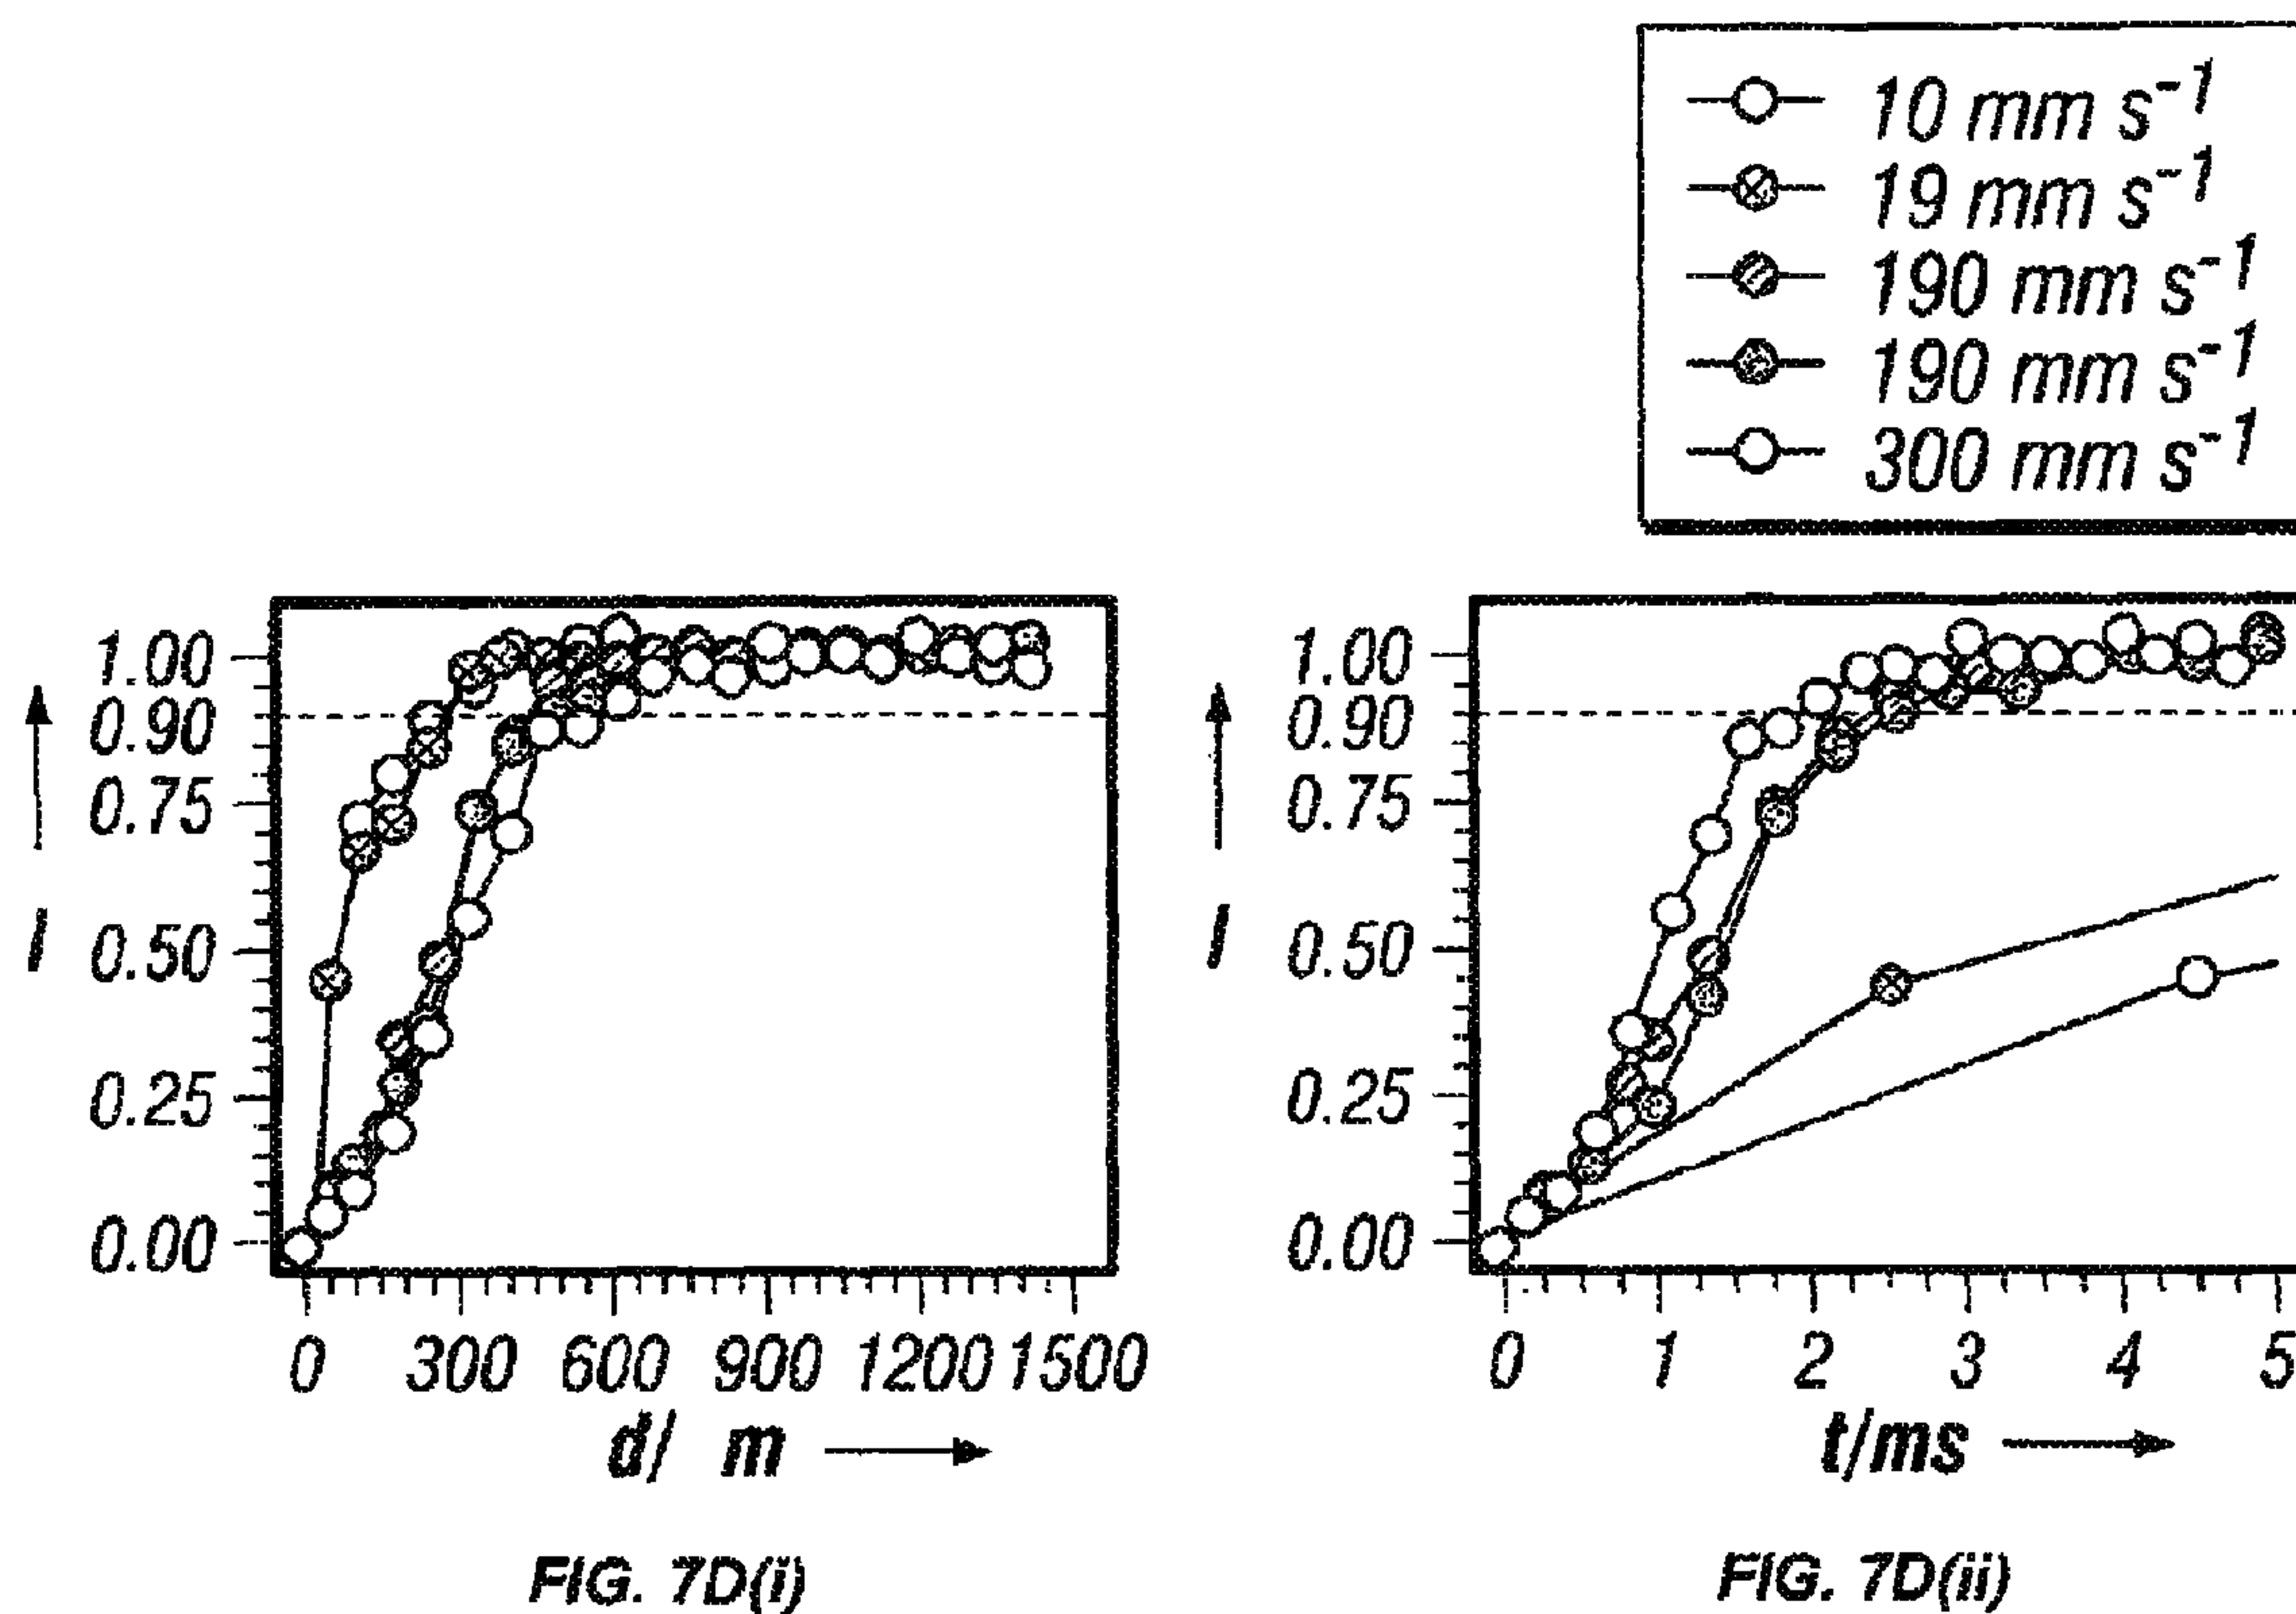 10 mm s⁻¹
19 mm s⁻¹
190 mm s⁻¹
190 mm s⁻¹
300 mm s⁻¹
1.00
0.90
0.75
0.50
0.25
0.00
I
0 300 600 900 1200 1500
d/ m
FIG. 7D(i)
1.00
0.90
0.75
0.50
0.25
0.00
I
0 1 2 3 4 5
t/ms
FIG. 7D(ii)